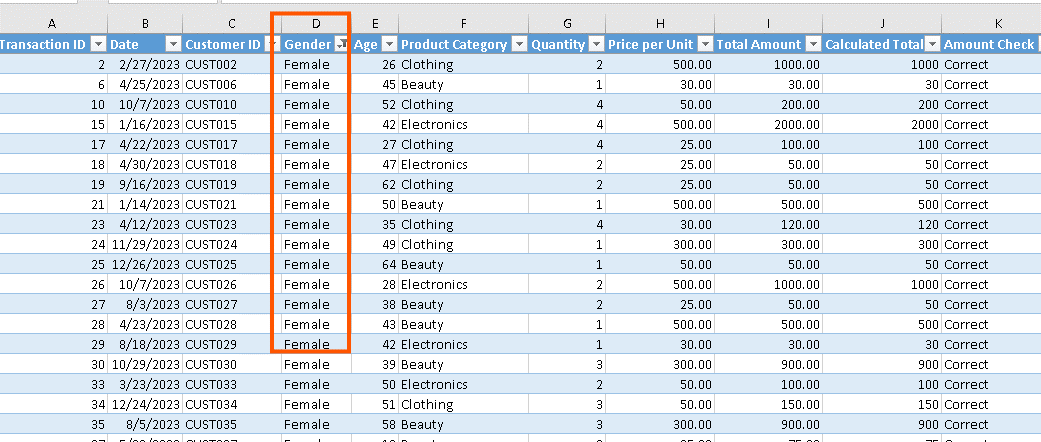 A B C D E F G H I J K
Transaction ID Date Customer ID Gender Age Product Category Quantity Price per Unit Total Amount Calculated Total Amount Check
2 2/27/2023 CUST002 Female 26 Clothing 2 500.00 1000.00 1000 Correct
6 4/25/2023 CUST006 Female 45 Beauty 1 30.00 30.00 30 Correct
10 10/7/2023 CUST010 Female 52 Clothing 4 50.00 200.00 200 Correct
15 1/16/2023 CUST015 Female 42 Electronics 4 500.00 2000.00 2000 Correct
17 4/22/2023 CUST017 Female 27 Clothing 4 25.00 100.00 100 Correct
18 4/30/2023 CUST018 Female 47 Electronics 2 25.00 50.00 50 Correct
19 9/16/2023 CUST019 Female 62 Clothing 2 25.00 50.00 50 Correct
21 1/14/2023 CUST021 Female 50 Beauty 1 500.00 500.00 500 Correct
23 4/12/2023 CUST023 Female 35 Clothing 4 30.00 120.00 120 Correct
24 11/29/2023 CUST024 Female 49 Clothing 1 300.00 300.00 300 Correct
25 12/26/2023 CUST025 Female 64 Beauty 1 50.00 50.00 50 Correct
26 10/7/2023 CUST026 Female 28 Electronics 2 500.00 1000.00 1000 Correct
27 8/3/2023 CUST027 Female 38 Beauty 2 25.00 50.00 50 Correct
28 4/23/2023 CUST028 Female 43 Beauty 1 500.00 500.00 500 Correct
29 8/18/2023 CUST029 Female 42 Electronics 1 30.00 30.00 30 Correct
30 10/29/2023 CUST030 Female 39 Beauty 3 300.00 900.00 900 Correct
33 3/23/2023 CUST033 Female 50 Electronics 2 50.00 100.00 100 Correct
34 12/24/2023 CUST034 Female 51 Clothing 3 50.00 150.00 150 Correct
35 8/5/2023 CUST035 Female 58 Beauty 3 300.00 900.00 900 Correct